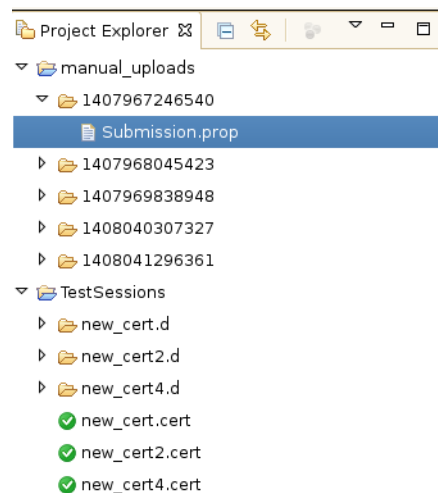 Project Explorer
manual_uploads
1407967246540
Submission.prop
1407968045423
1407969838948
1408040307327
1408041296361
TestSessions
new_cert.d
new_cert2.d
new_cert4.d
new_cert.cert
new_cert2.cert
new_cert4.cert